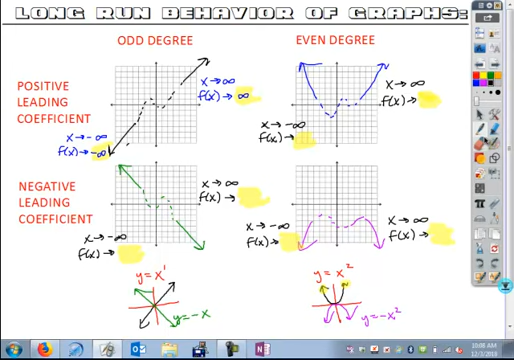 LONG RUN BEHAVIOR OF GRAPHS:
ODD DEGREE
EVEN DEGREE
POSITIVE
LEADING
COEFFICIENT
x→∞
f(x)→ ∞
x→-∞
f(x)→-∞
x→∞
f(x)→
x→-∞
f(x)→
NEGATIVE
LEADING
COEFFICIENT
x→∞
f(x)→
x→-∞
f(x)→
x→-∞
f(x)→
x→∞
f(x)→
y=x¹
y=-x
y=x²
y=-x²
10:08 AM
12/3/2010